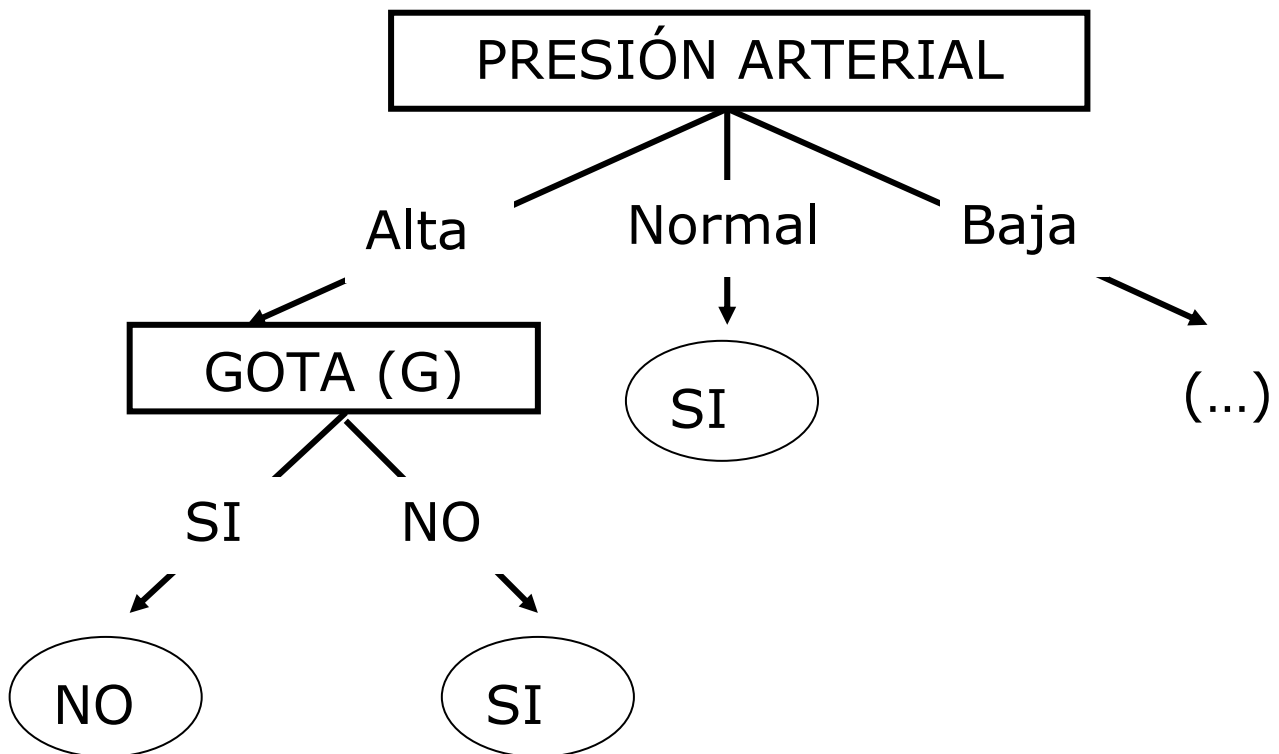 PRESIÓN ARTERIAL
Alta
Normal
Baja
GOTA (G)
SI
(...)
SI
NO
NO
SI